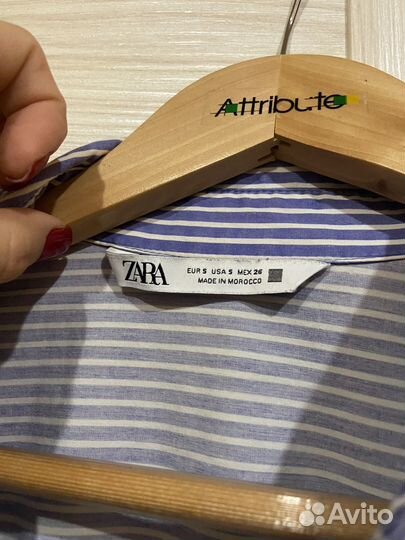 Attribute
ZARA
EUR S USA S MEX 26
MADE IN MOROCCO
Avito